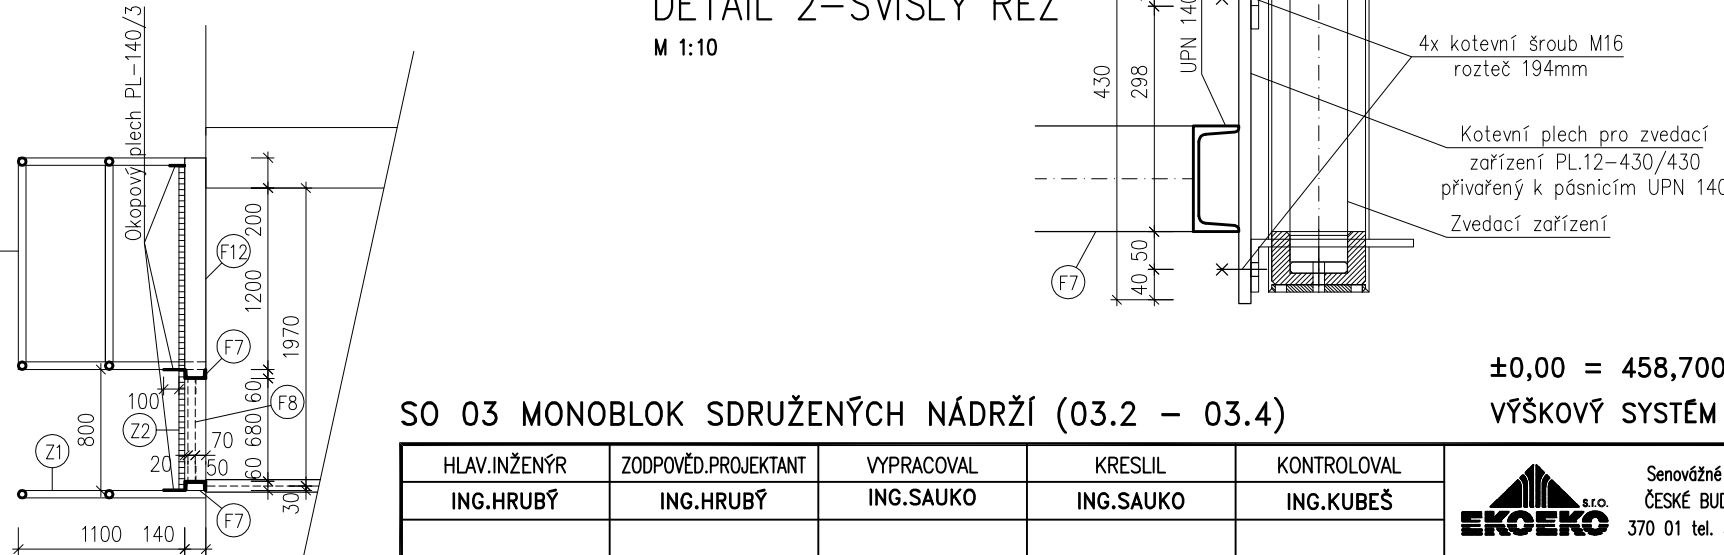 DETAIL 2-SVISLÝ ŘEZ
M 1:10
Okopový plech PL-140/3
200
1200
1970
F12
F7
60
100
F8
Z2
680
800
70
Z1
20
50
60
30
F7
1100
140
430
298
UPN 140
50
40
F7
4x kotevní šroub M16
rozteč 194mm
Kotevní plech pro zvedací
zařízení PL.12-430/430
přivařený k pásnicím UPN 140
Zvedací zařízení
±0,00 = 458,700
VÝŠKOVÝ SYSTÉM
SO 03 MONOBLOK SDRUŽENÝCH NÁDRŽÍ (03.2 - 03.4)
HLAV.INŽENÝR ZODPOVĚD.PROJEKTANT VYPRACOVAL KRESLIL KONTROLOVAL
ING.HRUBÝ ING.HRUBÝ ING.SAUKO ING.SAUKO ING.KUBEŠ
EKOEKO s.r.o.
Senovážné
ČESKÉ BUD
370 01 tel.